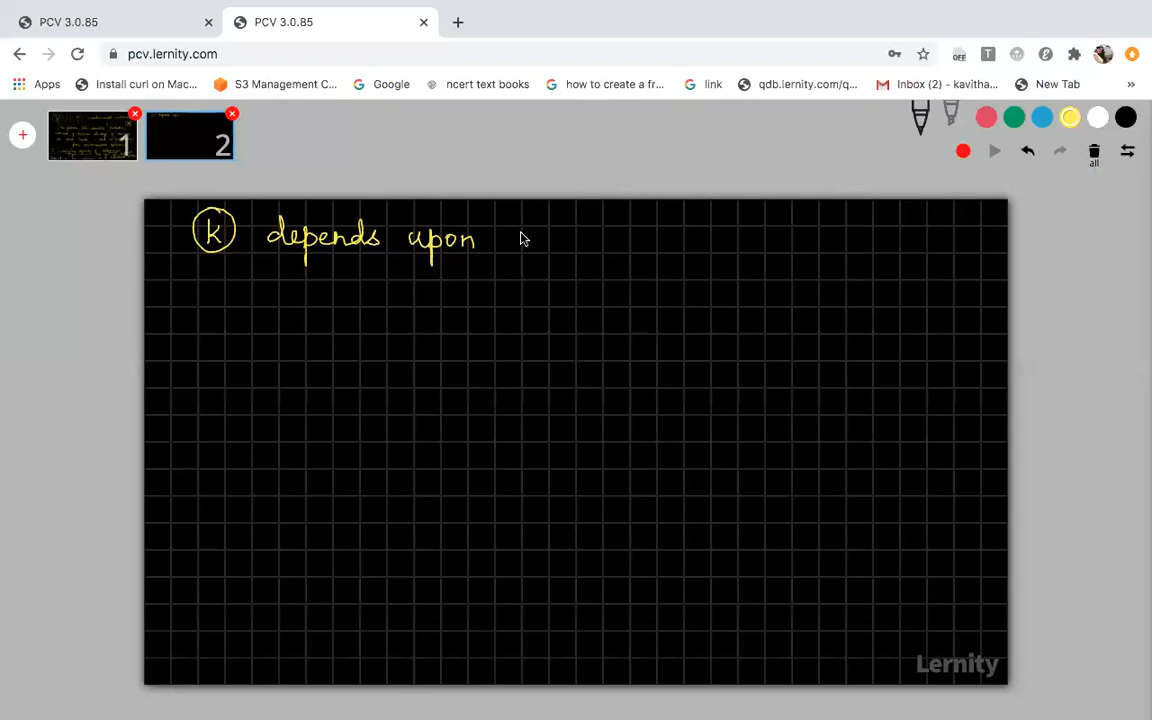 PCV 3.0.85
PCV 3.0.85
pcv.lernity.com
OFF
T
Apps
Install curl on Mac...
S3 Management C...
Google
ncert text books
how to create a fr...
link
qdb.lernity.com/q...
Inbox (2) - kavitha...
New Tab
»
1
2
all
k depends upon
Lernity